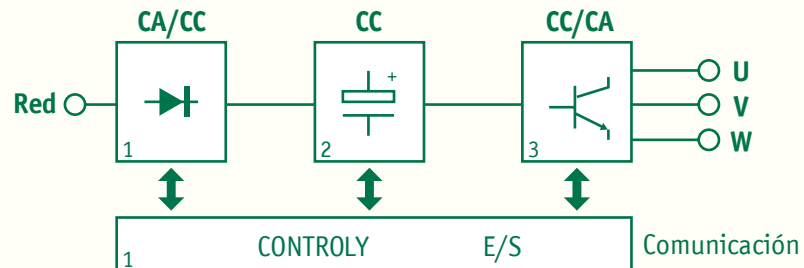 CA/CC CC CC/CA
Red
U
+
V
W
1 2 3
CONTROLY E/S Comunicación
1